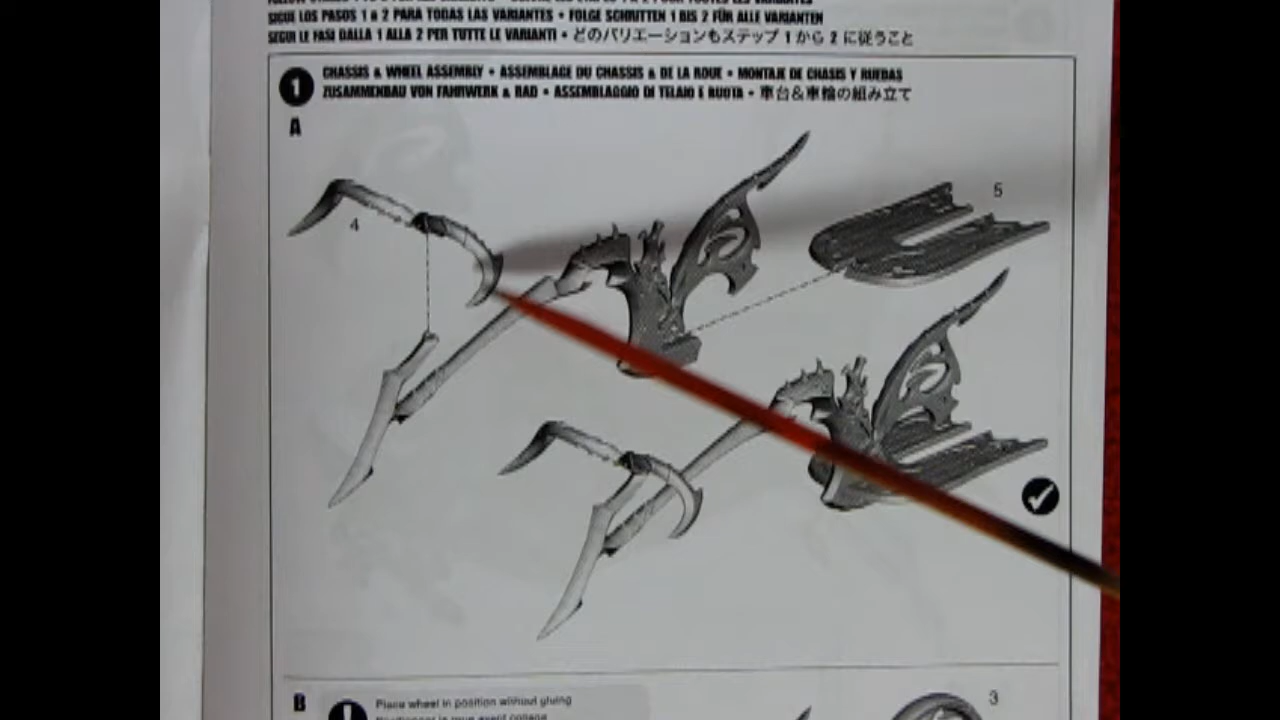 SIGUE LOS PASOS 1 a 2 PARA TODAS LAS VARIANTES • FOLGE SCHRITTEN 1 BIS 2 FÜR ALLE VARIANTEN
SEGUI LE FASI DALLA 1 ALLA 2 PER TUTTE LE VARIANTI • どのバリエーションもステップ 1 から 2 に従うこと
1 CHASSIS & WHEEL ASSEMBLY • ASSEMBLAGE DU CHASSIS & DE LA ROUE • MONTAJE DE CHASIS Y RUEDAS
ZUSAMMENBAU VON FAHRWERK & RAD • ASSEMBLAGGIO DI TELAIO E RUOTA • 車台&車輪の組み立て
A
5
4
B
3
Place wheel in position without gluing